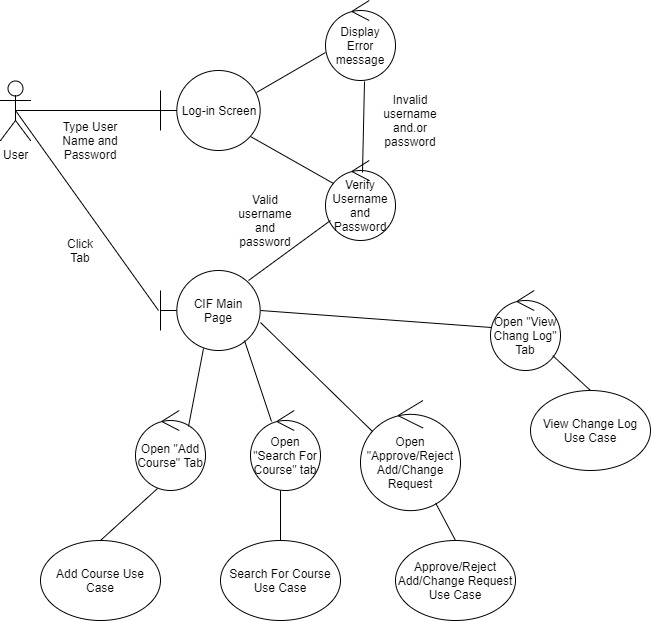 Display
Error
message
Log-in Screen
Invalid
username
and.or
password
Type User
Name and
Password
User
Verify
Username
and
Password
Valid
username
and
password
Click
Tab
CIF Main
Page
Open "View
Chang Log"
Tab
View Change Log
Use Case
Open "Add
Course" Tab
Open
"Search For
Course" tab
Open
"Approve/Reject
Add/Change
Request
Add Course Use
Case
Search For Course
Use Case
Approve/Reject
Add/Change Request
Use Case